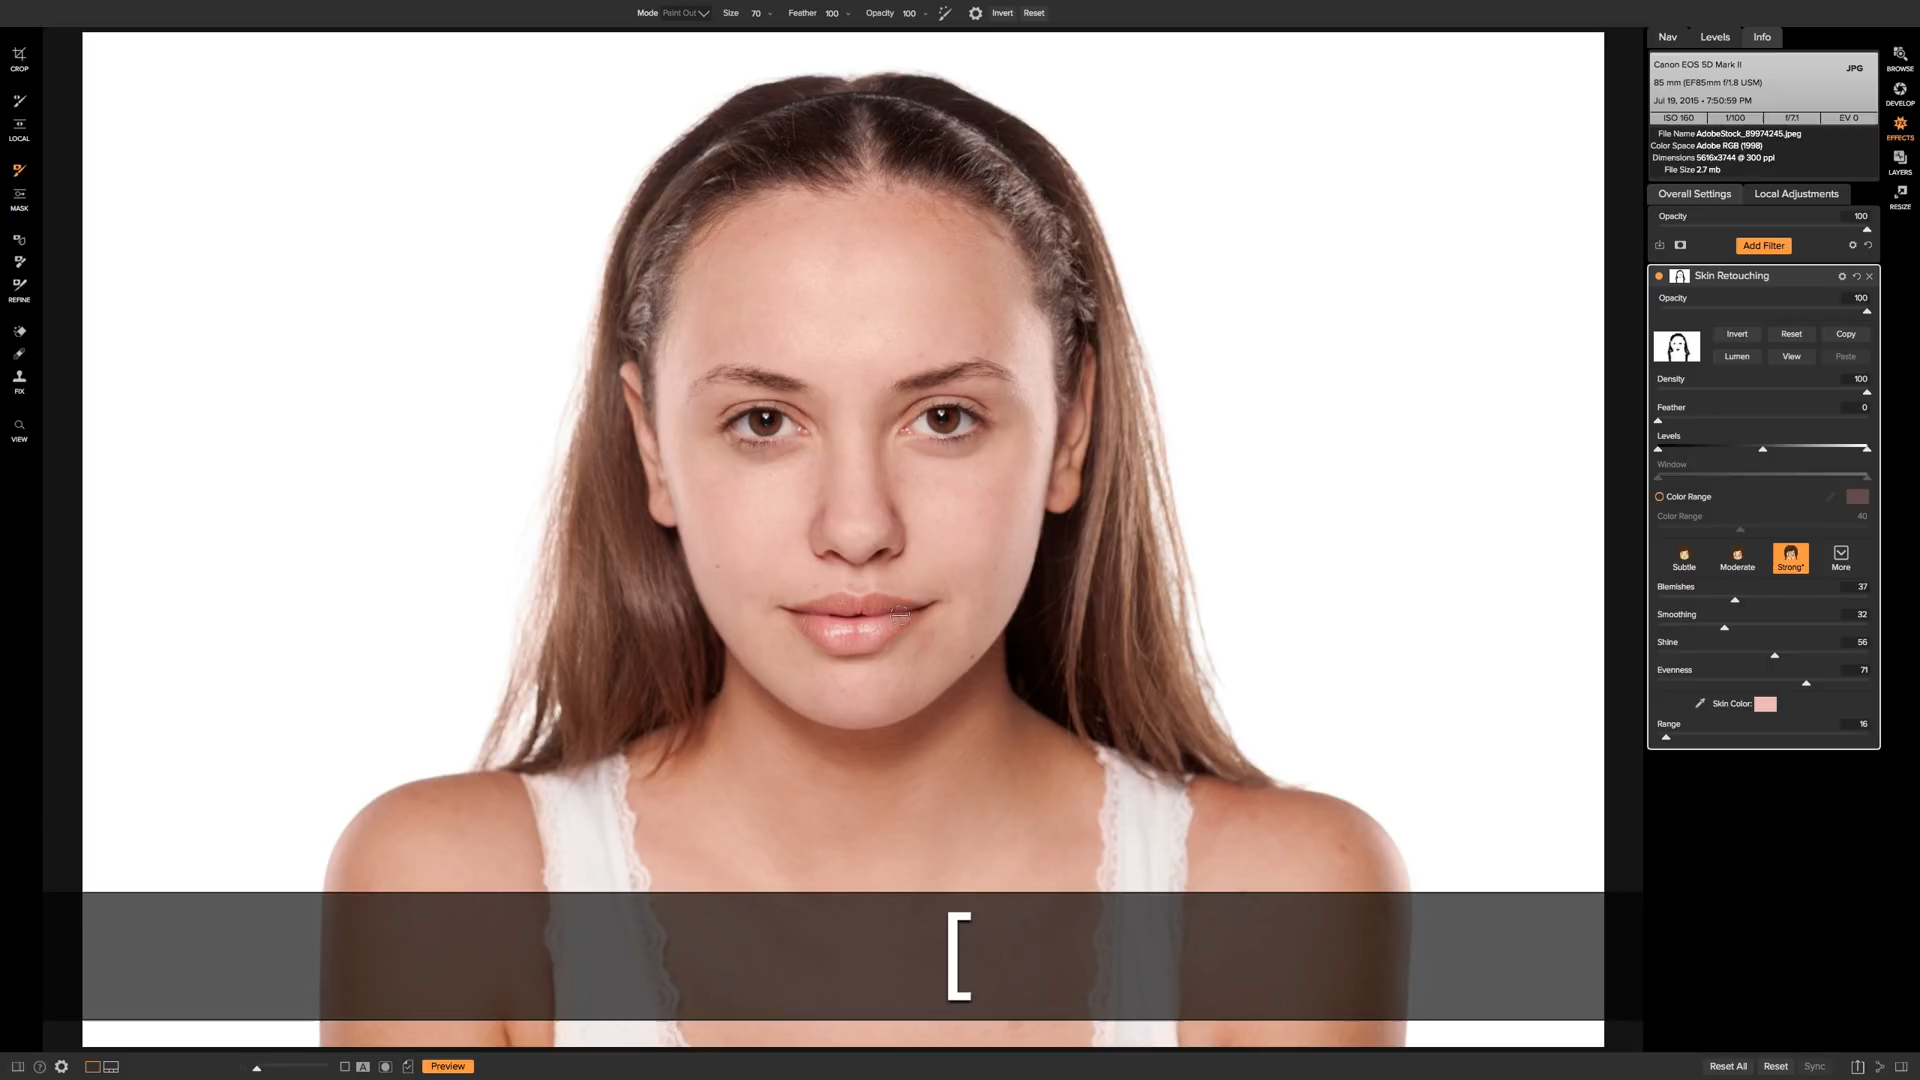 Mode Paint Out Size 70 Feather 100 Opacity 100 Invert Reset
CROP
LOCAL
MASK
REFINE
FIX
VIEW
Nav Levels Info
Canon EOS 5D Mark II JPG
85 mm (EF85mm f/1.8 USM)
Jul 19, 2015 • 7:50:59 PM
ISO 160 1/100 f/7.1 EV 0
File Name AdobeStock_89974245.jpeg
Color Space Adobe RGB (1998)
Dimensions 5616x3744 @ 300 ppi
File Size 2.7 mb
BROWSE
DEVELOP
EFFECTS
LAYERS
RESIZE
Overall Settings Local Adjustments
Opacity 100
Add Filter
Skin Retouching
Opacity 100
Invert Reset Copy
Lumen View Paste
Density 100
Feather 0
Levels
Window
Color Range
Color Range 40
Subtle Moderate Strong* More
Blemishes 37
Smoothing 32
Shine 56
Evenness 71
Skin Color:
Range 16
[
A Preview
Reset All Reset Sync